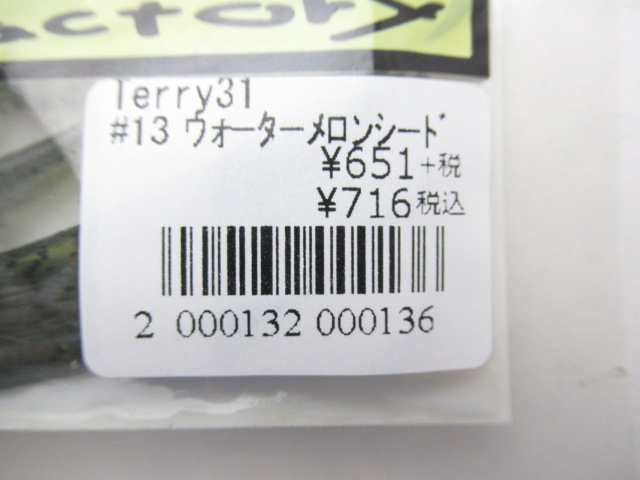 actory
Terry31
#13 ウォーターメロンシード
¥651+税
¥716税込
2 000132 000136